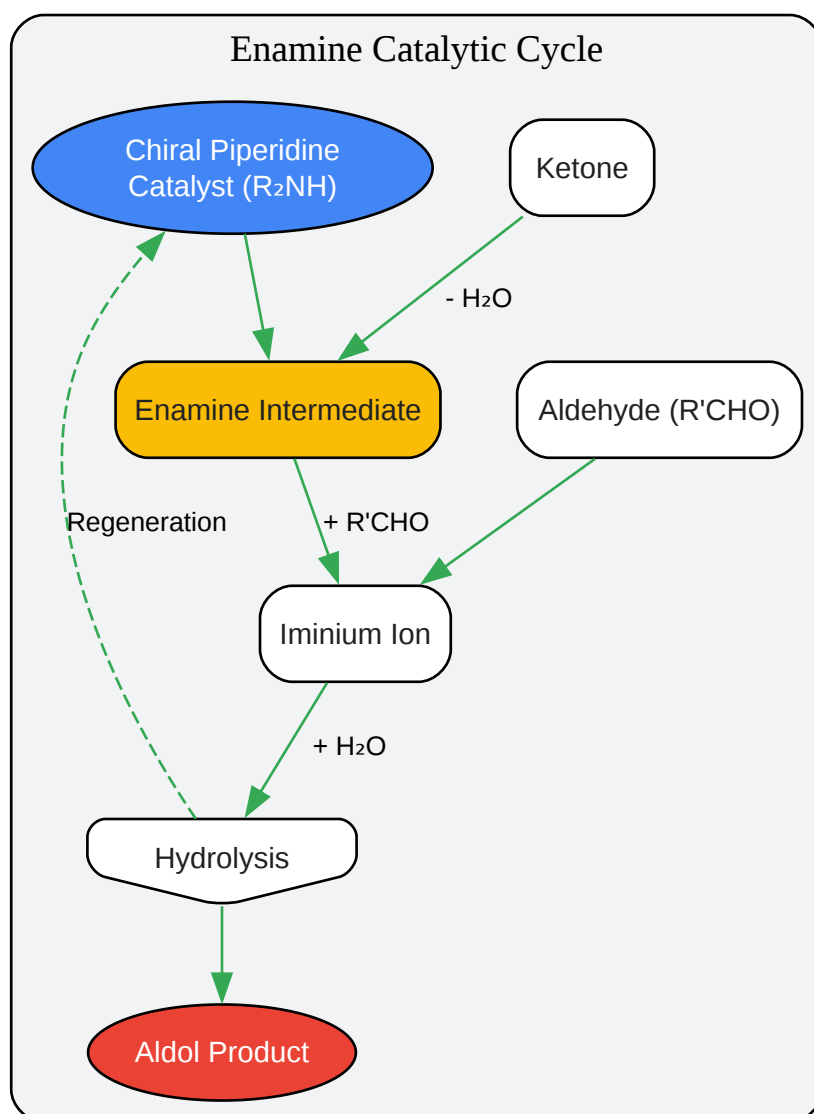 Enamine Catalytic Cycle
Chiral Piperidine
Catalyst (R₂NH)
Ketone
- H₂O
Enamine Intermediate
Aldehyde (R'CHO)
Regeneration
+ R'CHO
Iminium Ion
+ H₂O
Hydrolysis
Aldol Product